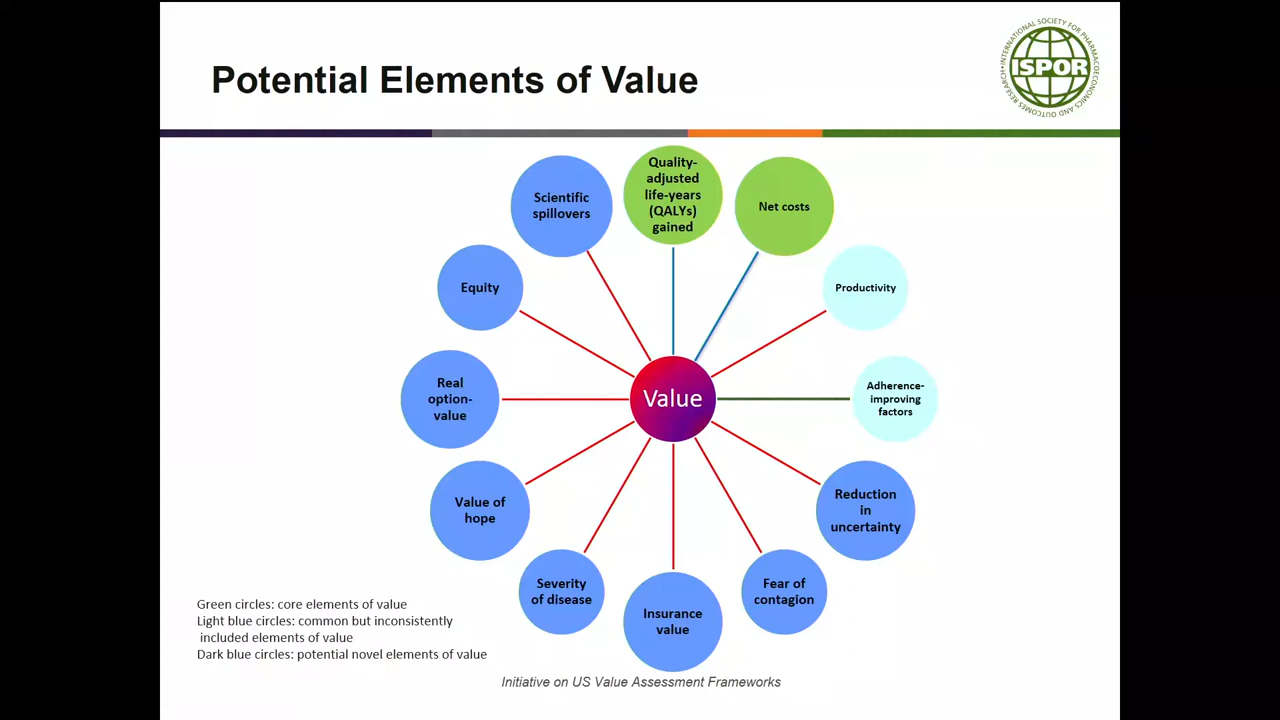 Potential Elements of Value
INTERNATIONAL SOCIETY FOR PHARMACOECONOMICS AND OUTCOMES RESEARCH
ISPOR
Quality-
adjusted
life-years
(QALYs)
gained
Net costs
Productivity
Adherence-
improving
factors
Reduction
in
uncertainty
Fear of
contagion
Insurance
value
Severity
of disease
Value of
hope
Real
option-
value
Equity
Scientific
spillovers
Value
Green circles: core elements of value
Light blue circles: common but inconsistently
included elements of value
Dark blue circles: potential novel elements of value
Initiative on US Value Assessment Frameworks